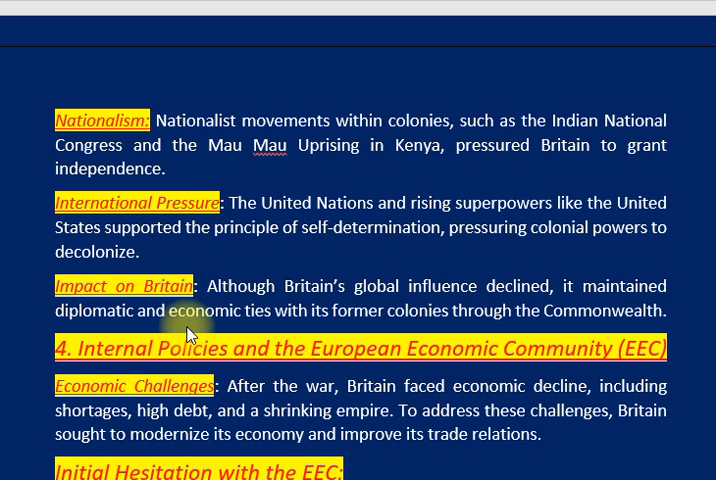 Nationalism: Nationalist movements within colonies, such as the Indian National
Congress and the Mau Mau Uprising in Kenya, pressured Britain to grant
independence.
International Pressure: The United Nations and rising superpowers like the United
States supported the principle of self-determination, pressuring colonial powers to
decolonize.
Impact on Britain: Although Britain’s global influence declined, it maintained
diplomatic and economic ties with its former colonies through the Commonwealth.
4. Internal Policies and the European Economic Community (EEC)
Economic Challenges: After the war, Britain faced economic decline, including
shortages, high debt, and a shrinking empire. To address these challenges, Britain
sought to modernize its economy and improve its trade relations.
Initial Hesitation with the EEC: